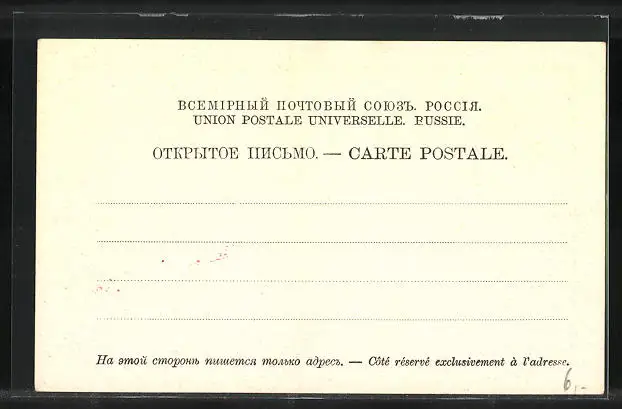 ВСЕМІРНЫЙ ПОЧТОВЫЙ СОЮЗЪ. РОССІЯ.
UNION POSTALE UNIVERSELLE. RUSSIE.
ОТКРЫТОЕ ПИСЬМО. — CARTE POSTALE.
На этой сторонѣ пишется только адресъ. — Côté réservé exclusivement à l'adresse.
6,-